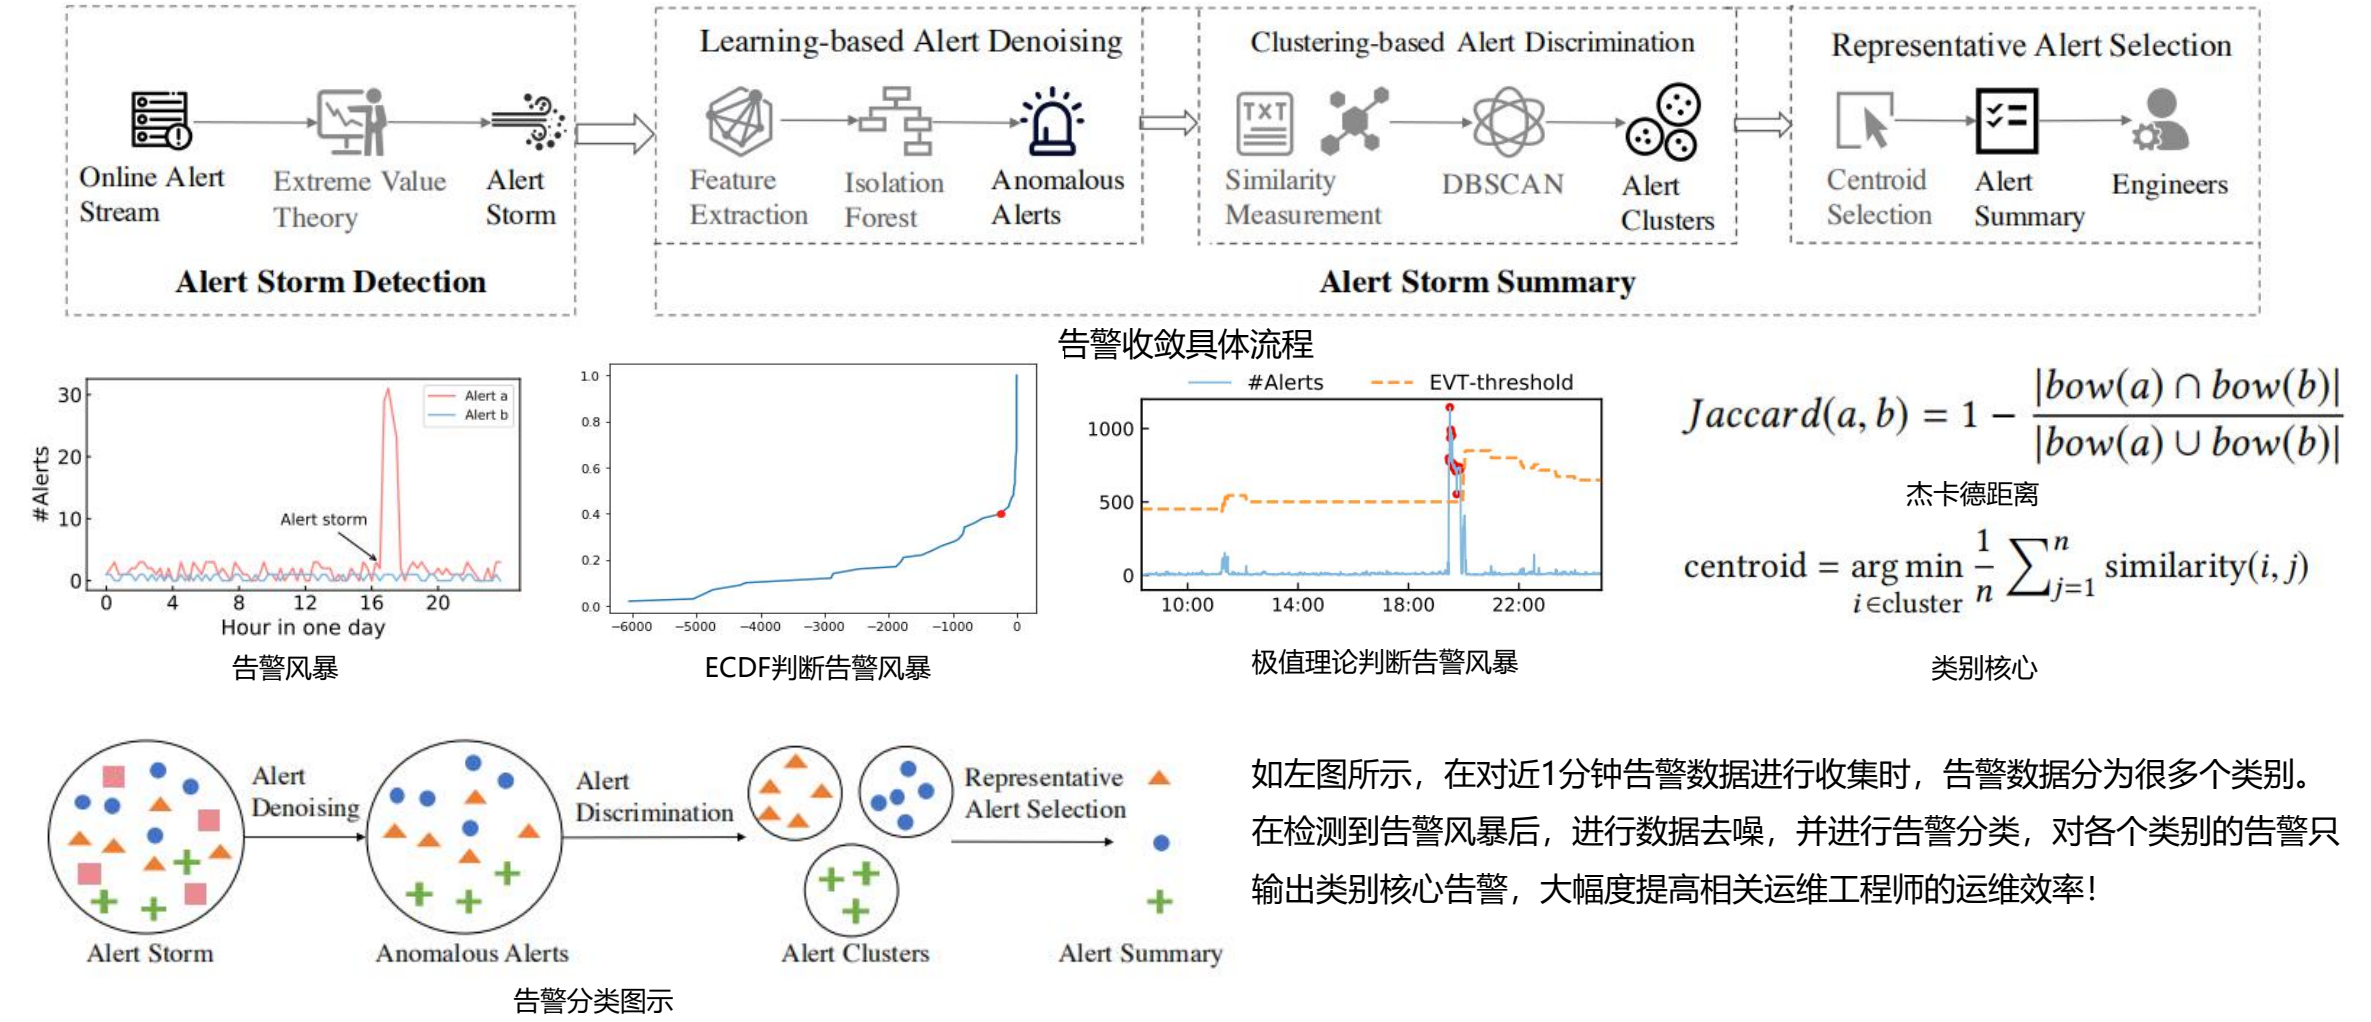 Learning-based Alert Denoising
Clustering-based Alert Discrimination
Representative Alert Selection
Online Alert
Stream
Extreme Value
Theory
Alert
Storm
Feature
Extraction
Isolation
Forest
Anomalous
Alerts
TXT
Similarity
Measurement
DBSCAN
Alert
Clusters
Centroid
Selection
Alert
Summary
Engineers
Alert Storm Detection
Alert Storm Summary
告警收敛具体流程
30
20
10
0
#Alerts
Alert a
Alert b
Alert storm
0 4 8 12 16 20
Hour in one day
告警风暴
1.0
0.8
0.6
0.4
0.2
0.0
−6000 −5000 −4000 −3000 −2000 −1000 0
ECDF判断告警风暴
#Alerts EVT-threshold
1000
500
0
10:00 14:00 18:00 22:00
极值理论判断告警风暴
Jaccard(a, b) = 1 − |bow(a) ∩ bow(b)| / |bow(a) ∪ bow(b)|
杰卡德距离
centroid = arg min i∈cluster 1/n ∑ⁿj=1 similarity(i, j)
类别核心
Alert
Denoising
Alert
Discrimination
Representative
Alert Selection
Alert Storm
Anomalous Alerts
Alert Clusters
Alert Summary
告警分类图示
如左图所示，在对近1分钟告警数据进行收集时，告警数据分为很多个类别。
在检测到告警风暴后，进行数据去噪，并进行告警分类，对各个类别的告警只
输出类别核心告警，大幅度提高相关运维工程师的运维效率！